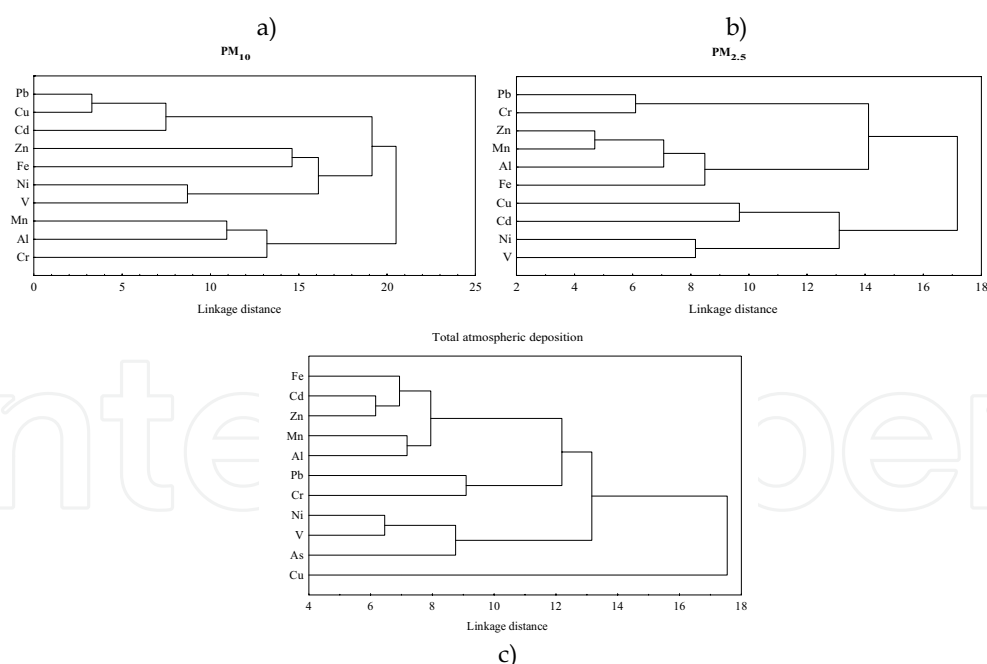 a)
PM10
Pb
Cu
Cd
Zn
Fe
Ni
V
Mn
Al
Cr
0 5 10 15 20 25
Linkage distance
b)
PM2.5
Pb
Cr
Zn
Mn
Al
Fe
Cu
Cd
Ni
V
2 4 6 8 10 12 14 16 18
Linkage distance
Total atmospheric deposition
Fe
Cd
Zn
Mn
Al
Pb
Cr
Ni
V
As
Cu
4 6 8 10 12 14 16 18
Linkage distance
c)